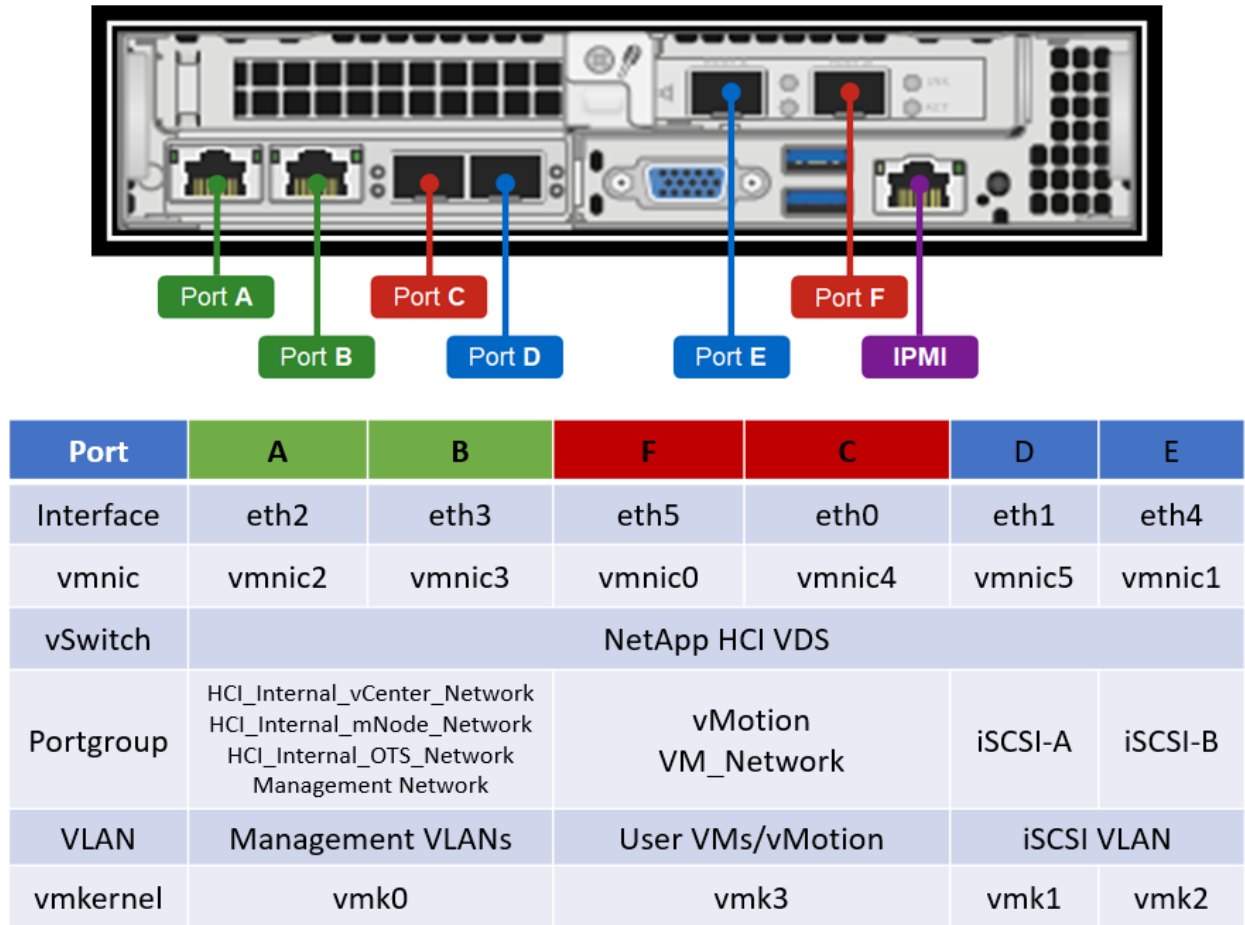 Port A
Port C
Port F
Port B
Port D
Port E
IPMI
Port A B F C D E
Interface eth2 eth3 eth5 eth0 eth1 eth4
vmnic vmnic2 vmnic3 vmnic0 vmnic4 vmnic5 vmnic1
vSwitch NetApp HCI VDS
Portgroup
HCI_Internal_vCenter_Network
HCI_Internal_mNode_Network
HCI_Internal_OTS_Network
Management Network
vMotion
VM_Network
iSCSI-A iSCSI-B
VLAN Management VLANs User VMs/vMotion iSCSI VLAN
vmkernel vmk0 vmk3 vmk1 vmk2